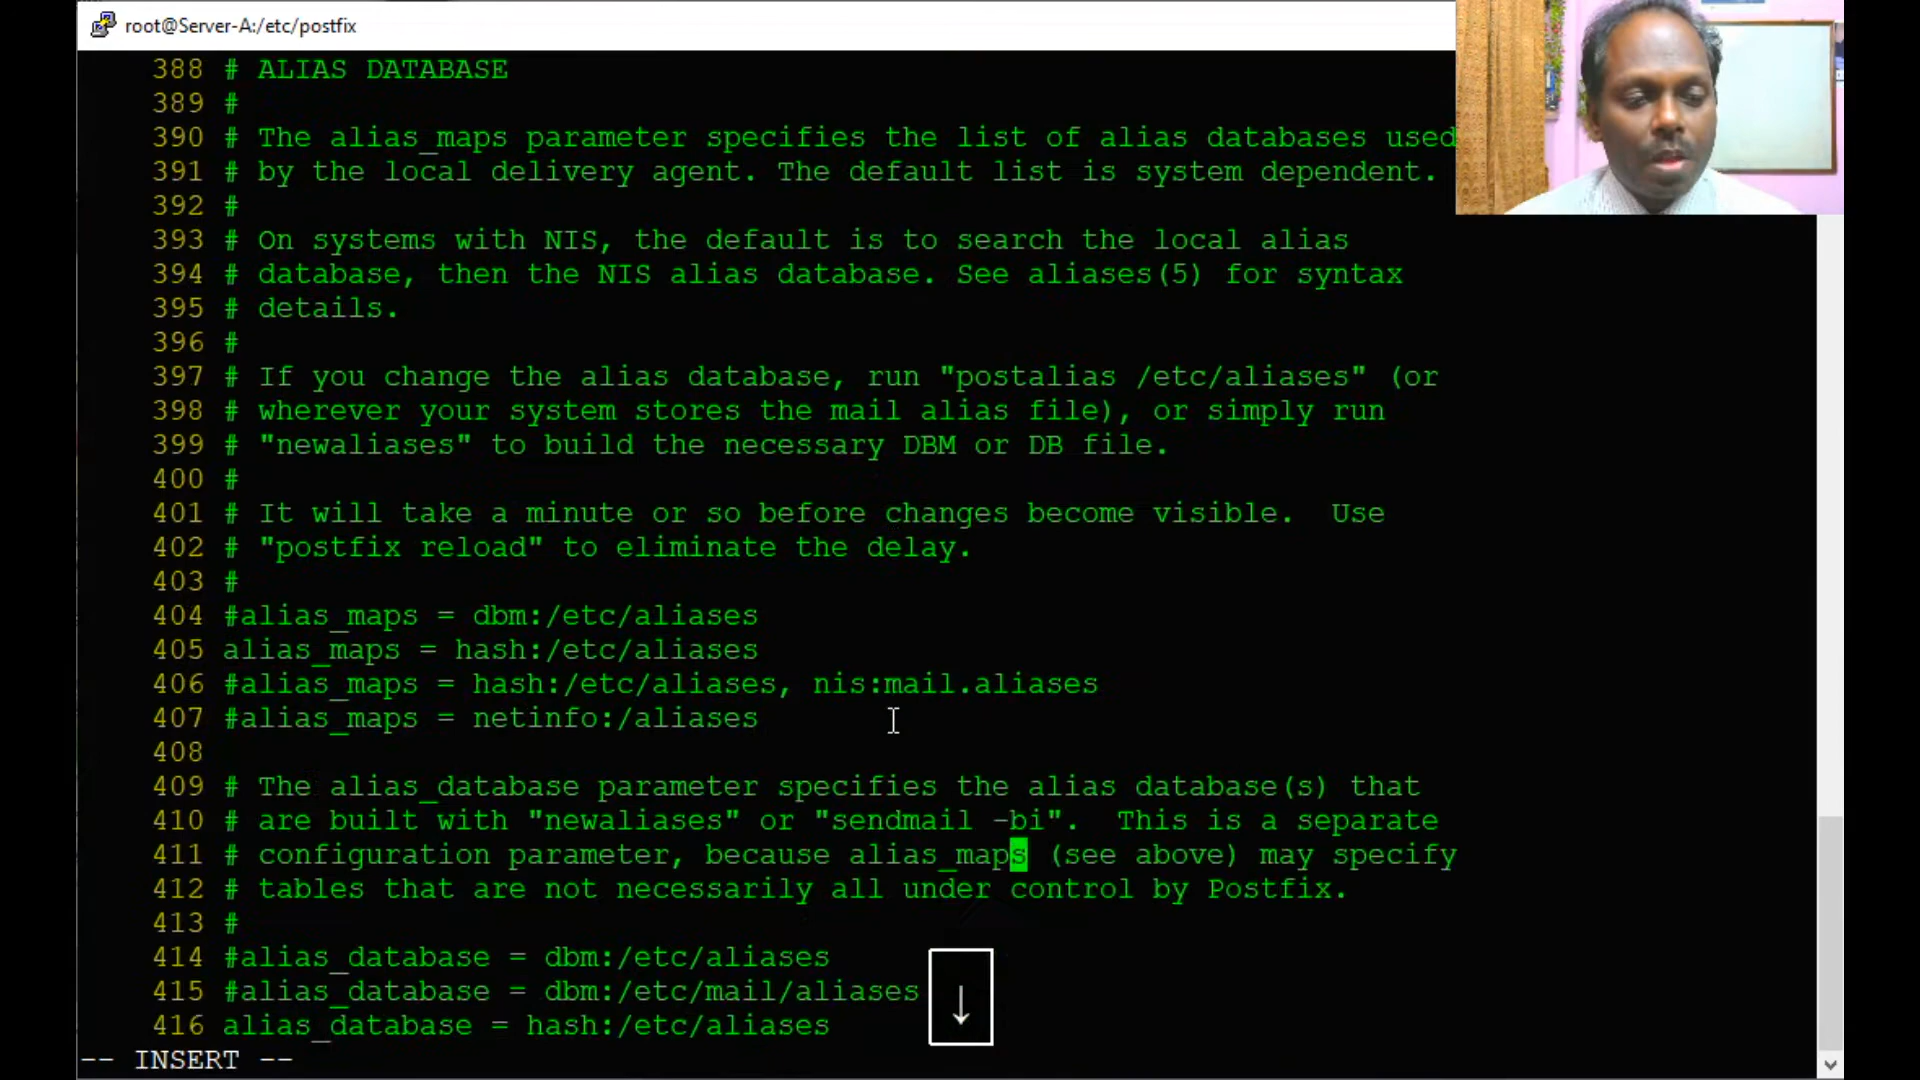 root@Server-A:/etc/postfix
388 # ALIAS DATABASE
389 #
390 # The alias_maps parameter specifies the list of alias databases used
391 # by the local delivery agent. The default list is system dependent.
392 #
393 # On systems with NIS, the default is to search the local alias
394 # database, then the NIS alias database. See aliases(5) for syntax
395 # details.
396 #
397 # If you change the alias database, run "postalias /etc/aliases" (or
398 # wherever your system stores the mail alias file), or simply run
399 # "newaliases" to build the necessary DBM or DB file.
400 #
401 # It will take a minute or so before changes become visible.  Use
402 # "postfix reload" to eliminate the delay.
403 #
404 #alias_maps = dbm:/etc/aliases
405 alias_maps = hash:/etc/aliases
406 #alias_maps = hash:/etc/aliases, nis:mail.aliases
407 #alias_maps = netinfo:/aliases
408
409 # The alias_database parameter specifies the alias database(s) that
410 # are built with "newaliases" or "sendmail -bi".  This is a separate
411 # configuration parameter, because alias_maps (see above) may specify
412 # tables that are not necessarily all under control by Postfix.
413 #
414 #alias_database = dbm:/etc/aliases
415 #alias_database = dbm:/etc/mail/aliases
416 alias_database = hash:/etc/aliases
-- INSERT --